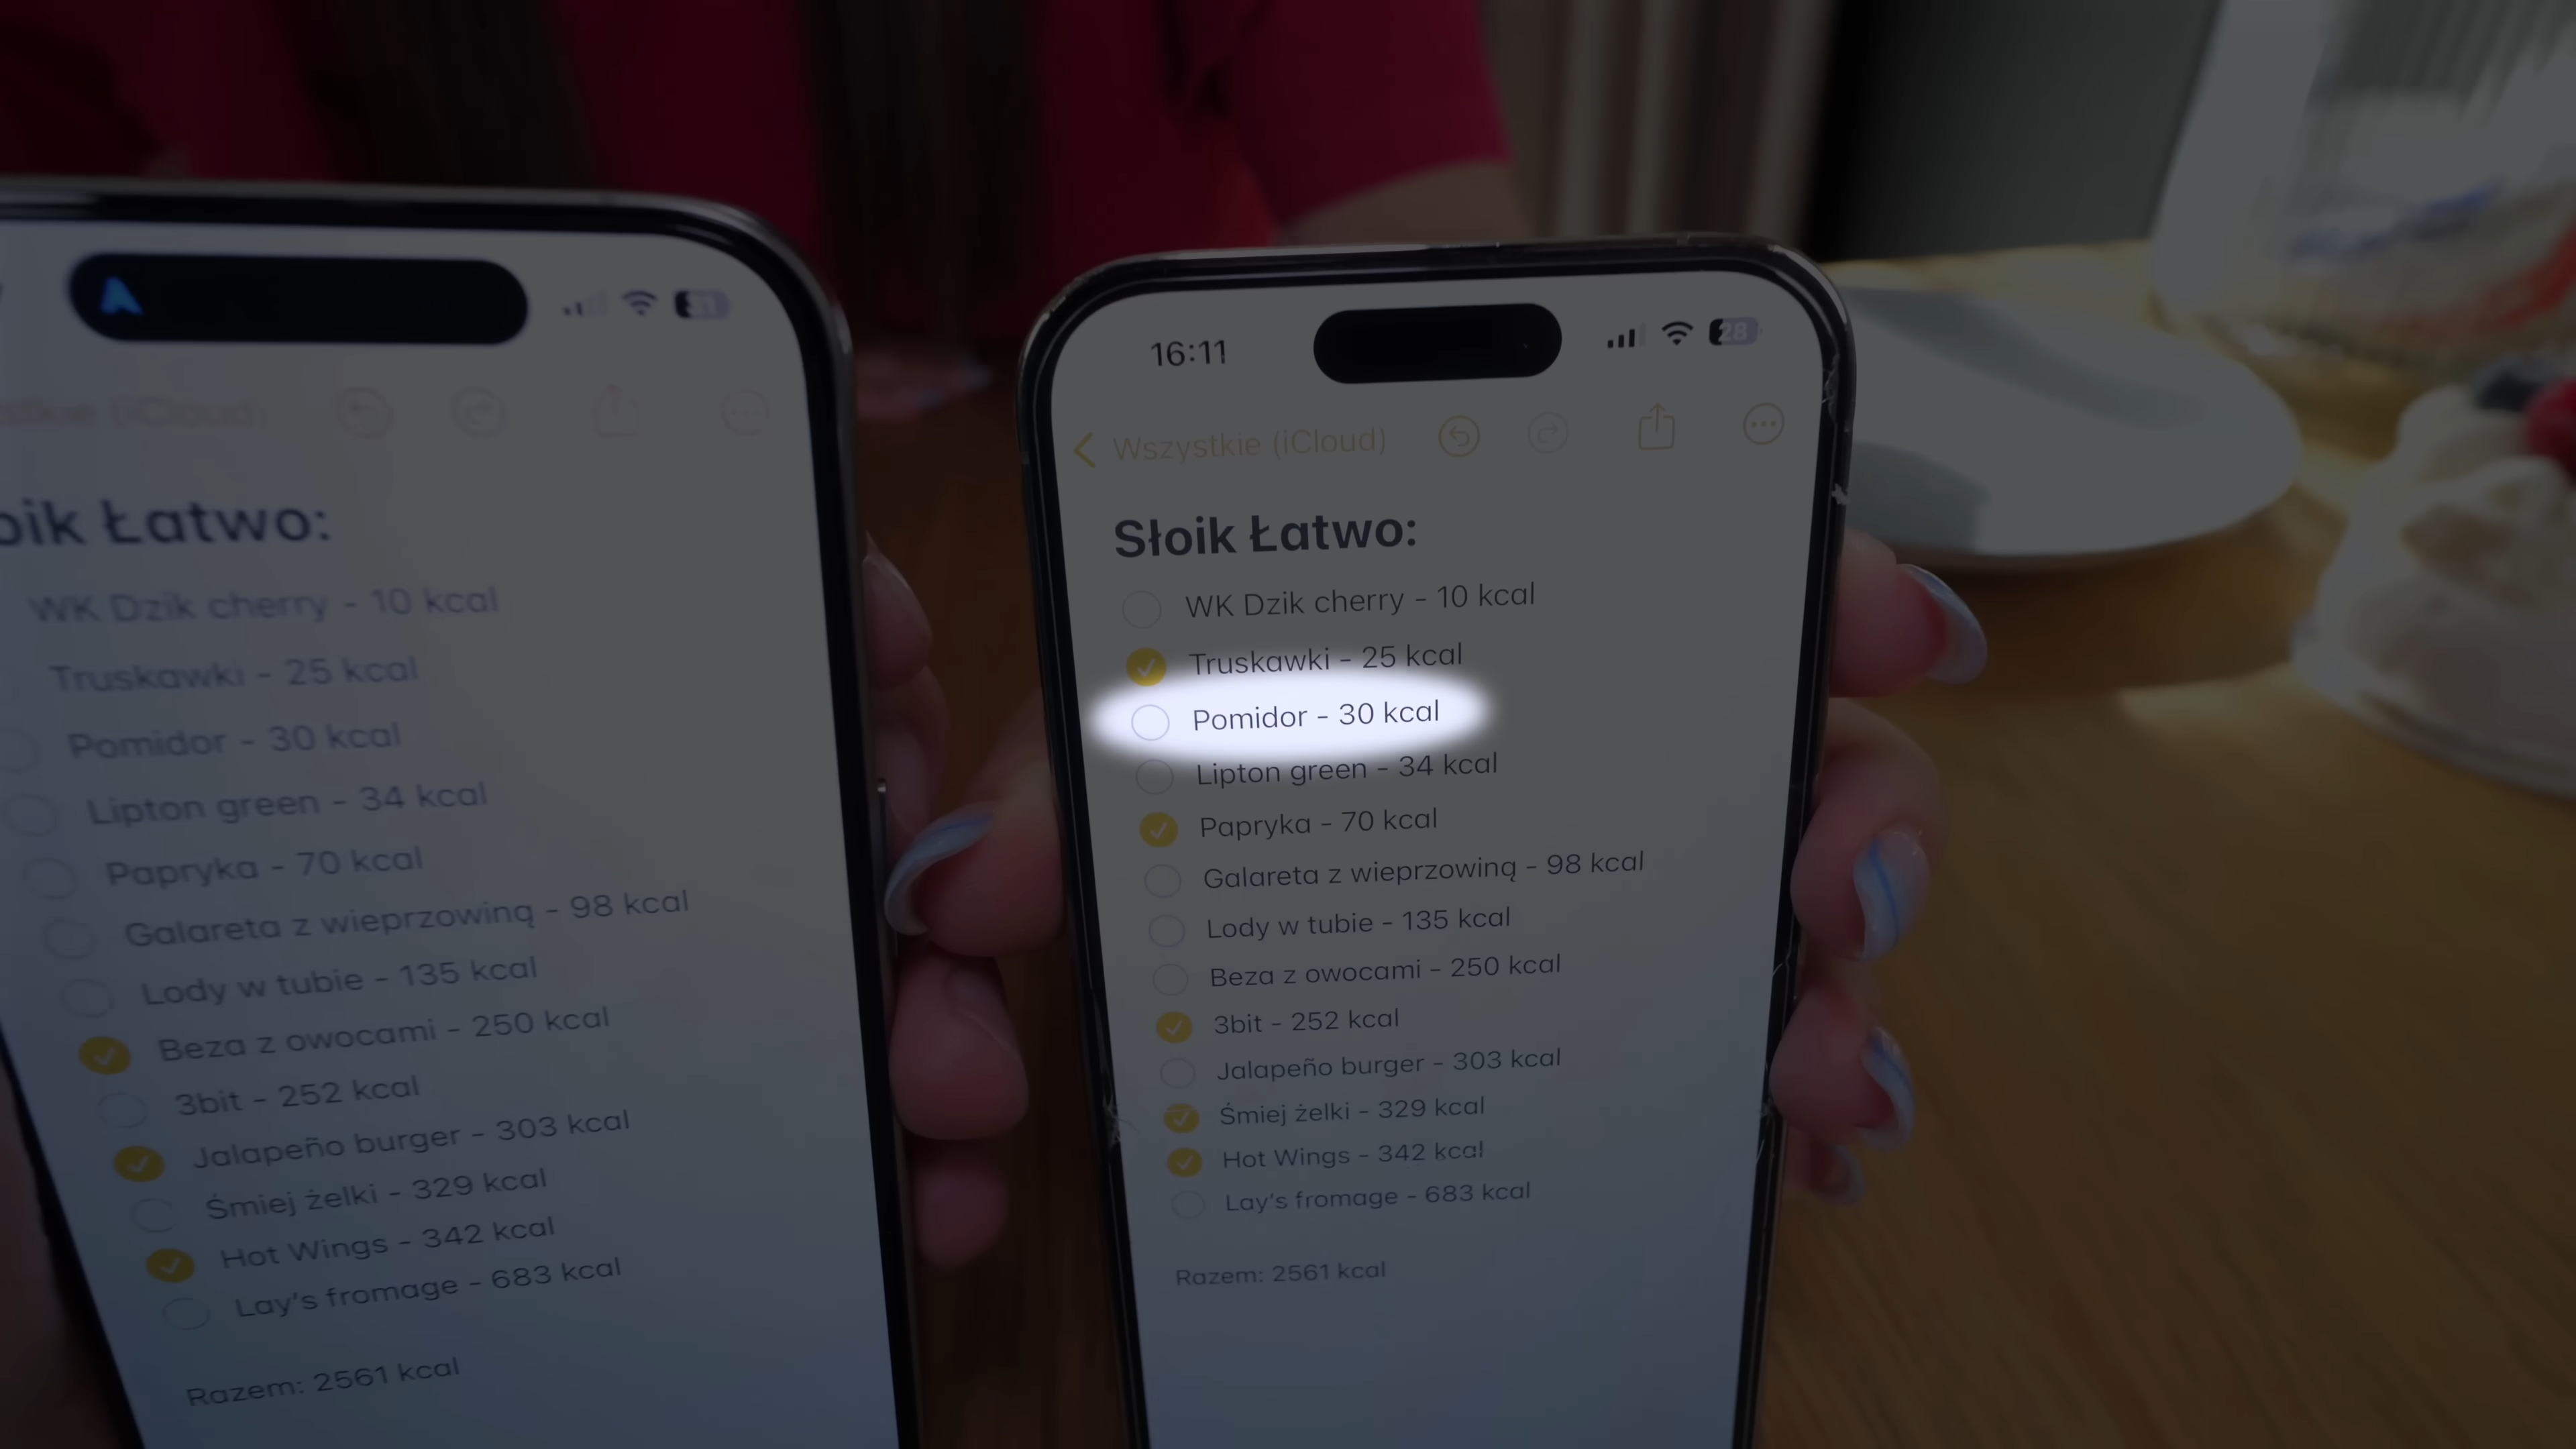 31
stkie (iCloud)
oik Łatwo:
WK Dzik cherry - 10 kcal
Truskawki - 25 kcal
Pomidor - 30 kcal
Lipton green - 34 kcal
Papryka - 70 kcal
Galareta z wieprzowiną - 98 kcal
Lody w tubie - 135 kcal
Beza z owocami - 250 kcal
3bit - 252 kcal
Jalapeño burger - 303 kcal
Śmiej żelki - 329 kcal
Hot Wings - 342 kcal
Lay's fromage - 683 kcal
Razem: 2561 kcal
16:11
28
Wszystkie (iCloud)
Słoik Łatwo:
WK Dzik cherry - 10 kcal
Truskawki - 25 kcal
Pomidor - 30 kcal
Lipton green - 34 kcal
Papryka - 70 kcal
Galareta z wieprzowiną - 98 kcal
Lody w tubie - 135 kcal
Beza z owocami - 250 kcal
3bit - 252 kcal
Jalapeño burger - 303 kcal
Śmiej żelki - 329 kcal
Hot Wings - 342 kcal
Lay's fromage - 683 kcal
Razem: 2561 kcal